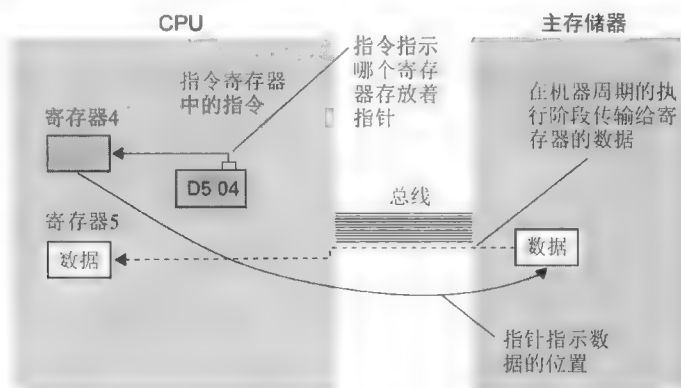 CPU
主存储器
指令寄存器
中的指令
指令指示
哪个寄存
器存放着
指针
在机器周期的执
行阶段传输给寄
存器的数据
寄存器4
D5 04
总线
寄存器5
数据
数据
指针指示数
据的位置